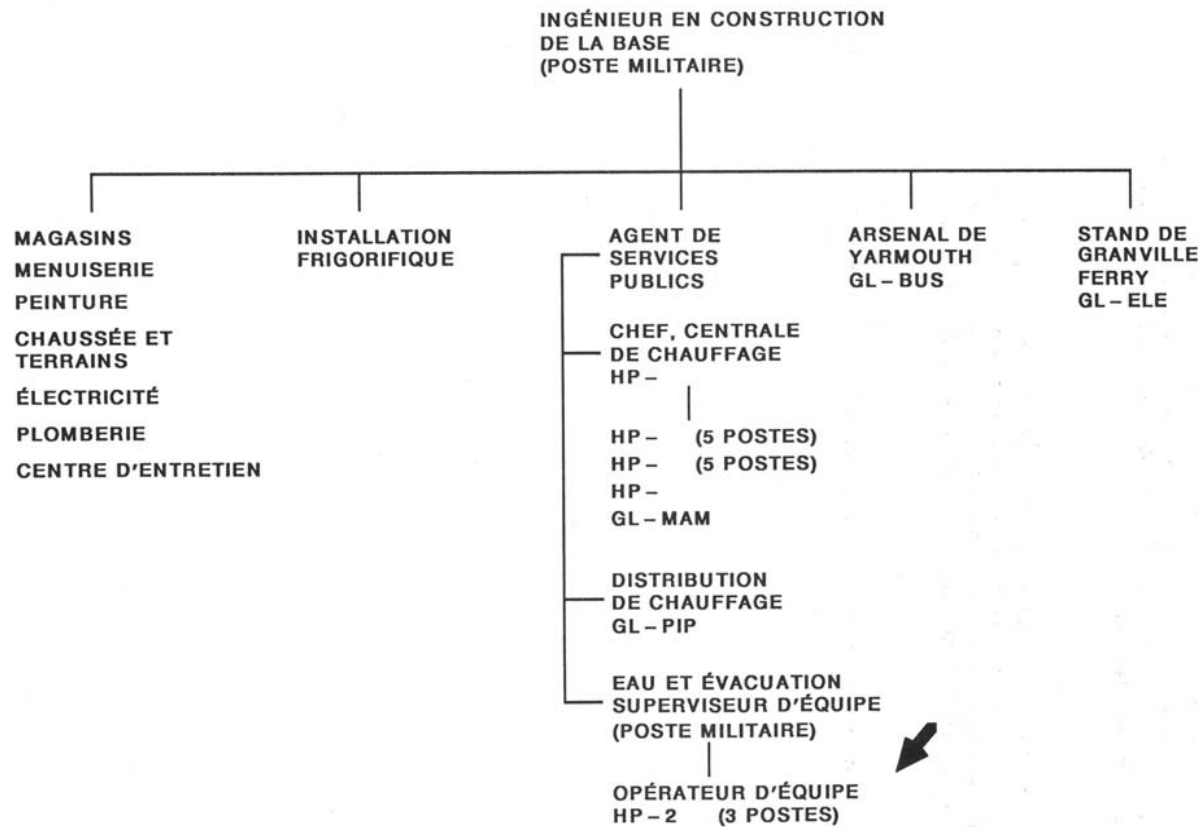 INGÉNIEUR EN CONSTRUCTION
DE LA BASE
(POSTE MILITAIRE)
MAGASINS
MENUISERIE
PEINTURE
CHAUSSÉE ET
TERRAINS
ÉLECTRICITÉ
PLOMBERIE
CENTRE D'ENTRETIEN
INSTALLATION
FRIGORIFIQUE
AGENT DE
SERVICES
PUBLICS
CHEF, CENTRALE
DE CHAUFFAGE
HP –
HP – (5 POSTES)
HP – (5 POSTES)
HP –
GL – MAM
DISTRIBUTION
DE CHAUFFAGE
GL – PIP
EAU ET ÉVACUATION
SUPERVISEUR D'ÉQUIPE
(POSTE MILITAIRE)
OPÉRATEUR D'ÉQUIPE
HP – 2 (3 POSTES)
ARSENAL DE
YARMOUTH
GL – BUS
STAND DE
GRANVILLE
FERRY
GL – ELE